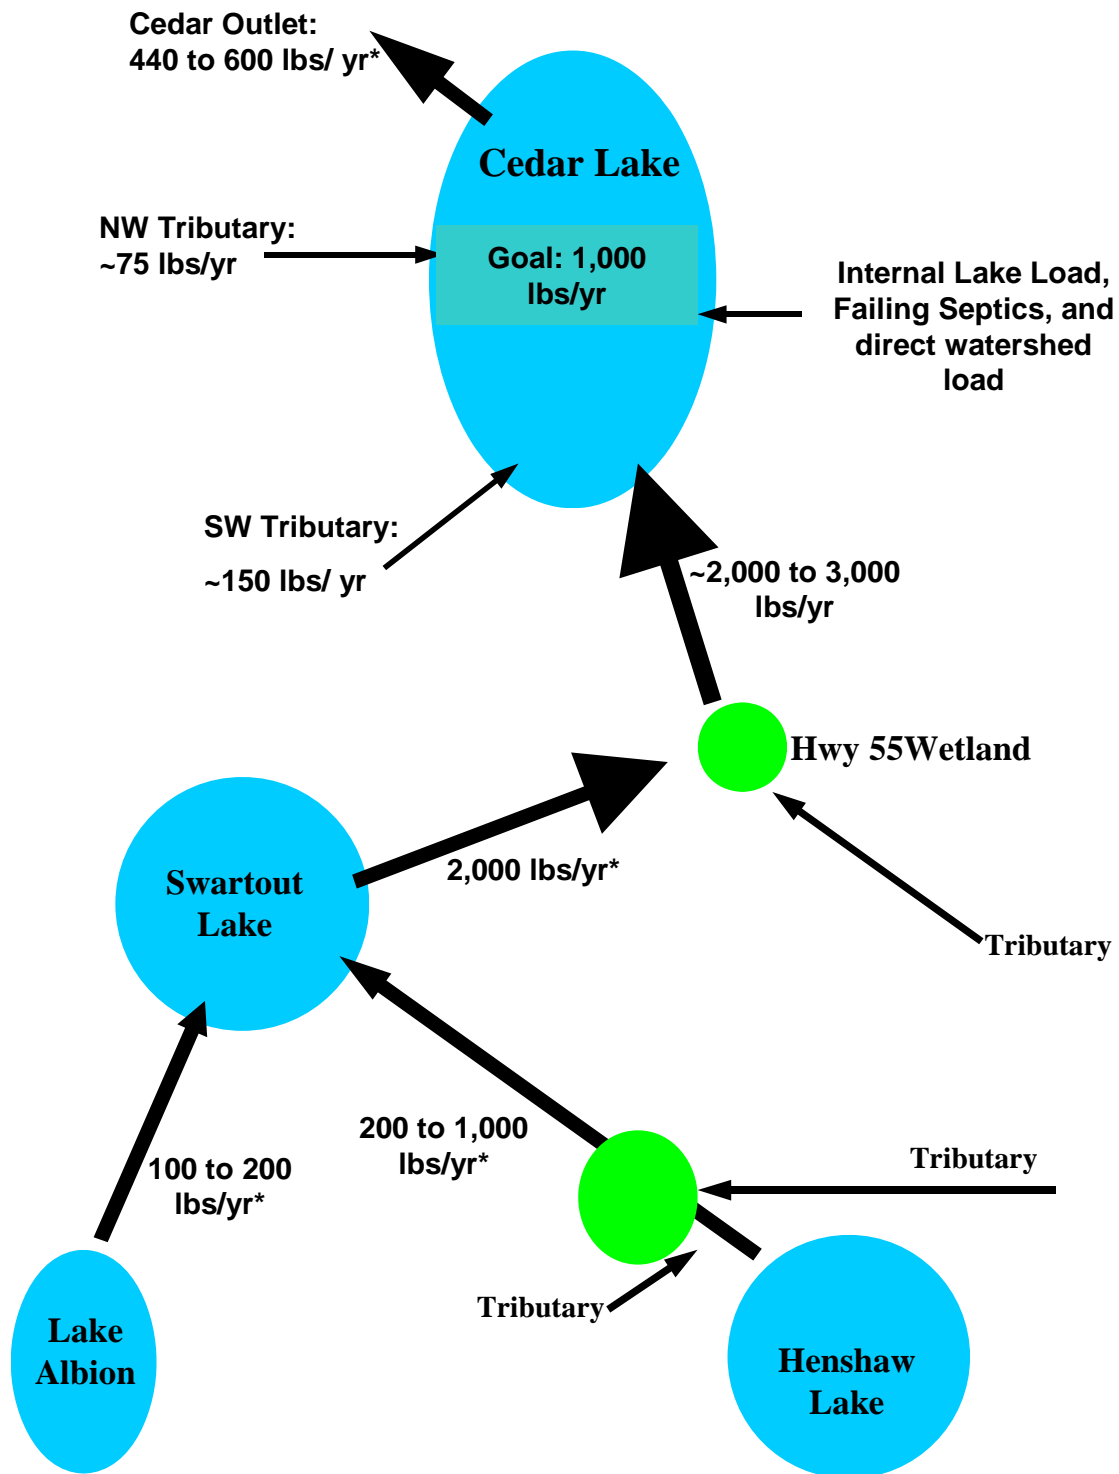 Cedar Outlet:
440 to 600 lbs/ yr*
Cedar Lake
NW Tributary:
~75 lbs/yr
Goal: 1,000
lbs/yr
Internal Lake Load,
Failing Septics, and
direct watershed
load
SW Tributary:
~150 lbs/ yr
~2,000 to 3,000
lbs/yr
Hwy 55Wetland
Swartout
Lake
2,000 lbs/yr*
Tributary
200 to 1,000
lbs/yr*
100 to 200
lbs/yr*
Tributary
Tributary
Lake
Albion
Henshaw
Lake